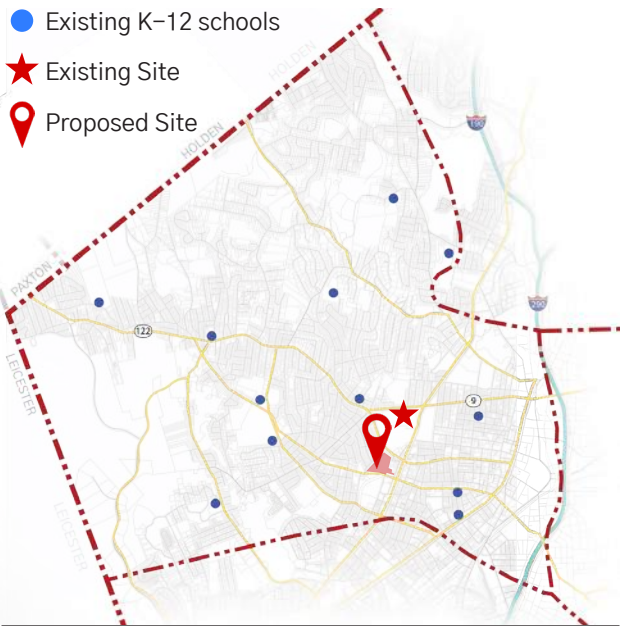 Existing K-12 schools
Existing Site
Proposed Site
HOLDEN
HOLDEN
190
PAXTON
290
122
LEICESTER
9
LEICESTER